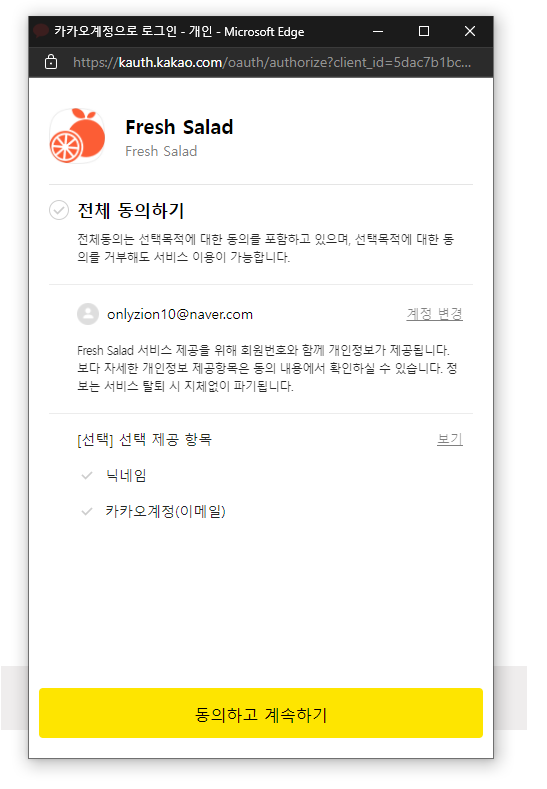 카카오계정으로 로그인 - 개인 - Microsoft Edge
https://kauth.kakao.com/oauth/authorize?client_id=5dac7b1bc...
Fresh Salad
Fresh Salad
전체 동의하기
전체동의는 선택목적에 대한 동의를 포함하고 있으며, 선택목적에 대한 동
의를 거부해도 서비스 이용이 가능합니다.
onlyzion10@naver.com 계정 변경
Fresh Salad 서비스 제공을 위해 회원번호와 함께 개인정보가 제공됩니다.
보다 자세한 개인정보 제공항목은 동의 내용에서 확인하실 수 있습니다. 정
보는 서비스 탈퇴 시 지체없이 파기됩니다.
[선택] 선택 제공 항목 보기
닉네임
카카오계정(이메일)
동의하고 계속하기